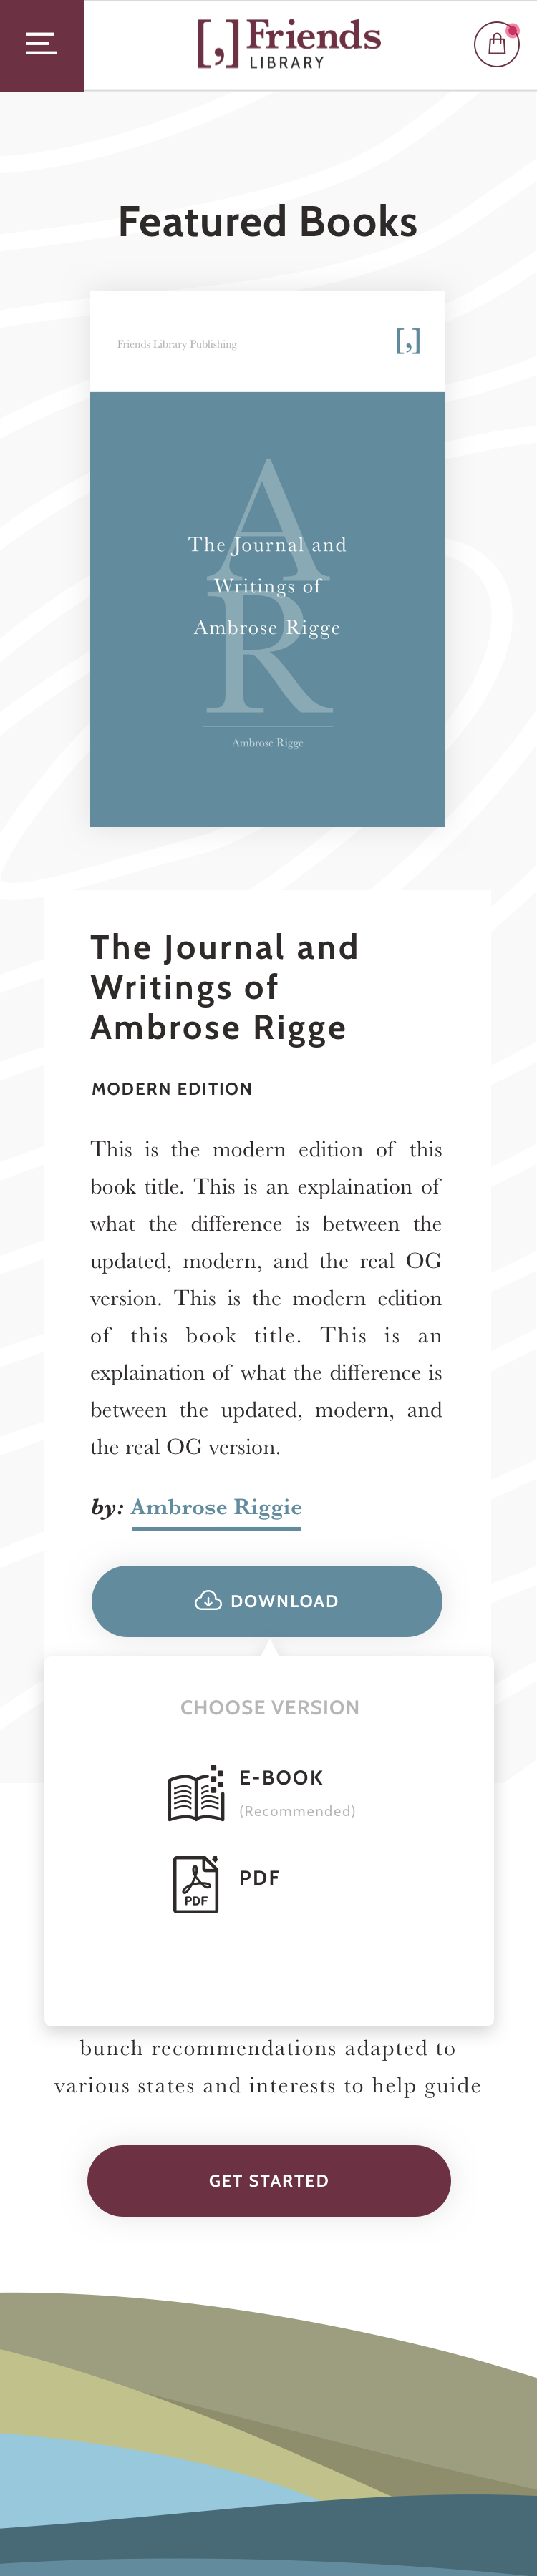 [,] Friends
LIBRARY
Featured Books
Friends Library Publishing
[,]
A
R
The Journal and
Writings of
Ambrose Rigge
Ambrose Rigge
The Journal and
Writings of
Ambrose Rigge
MODERN EDITION
This is the modern edition of this
book title. This is an explaination of
what the difference is between the
updated, modern, and the real OG
version. This is the modern edition
of this book title. This is an
explaination of what the difference is
between the updated, modern, and
the real OG version.
by: Ambrose Riggie
DOWNLOAD
CHOOSE VERSION
E-BOOK
(Recommended)
PDF
PDF
bunch recommendations adapted to
various states and interests to help guide
GET STARTED